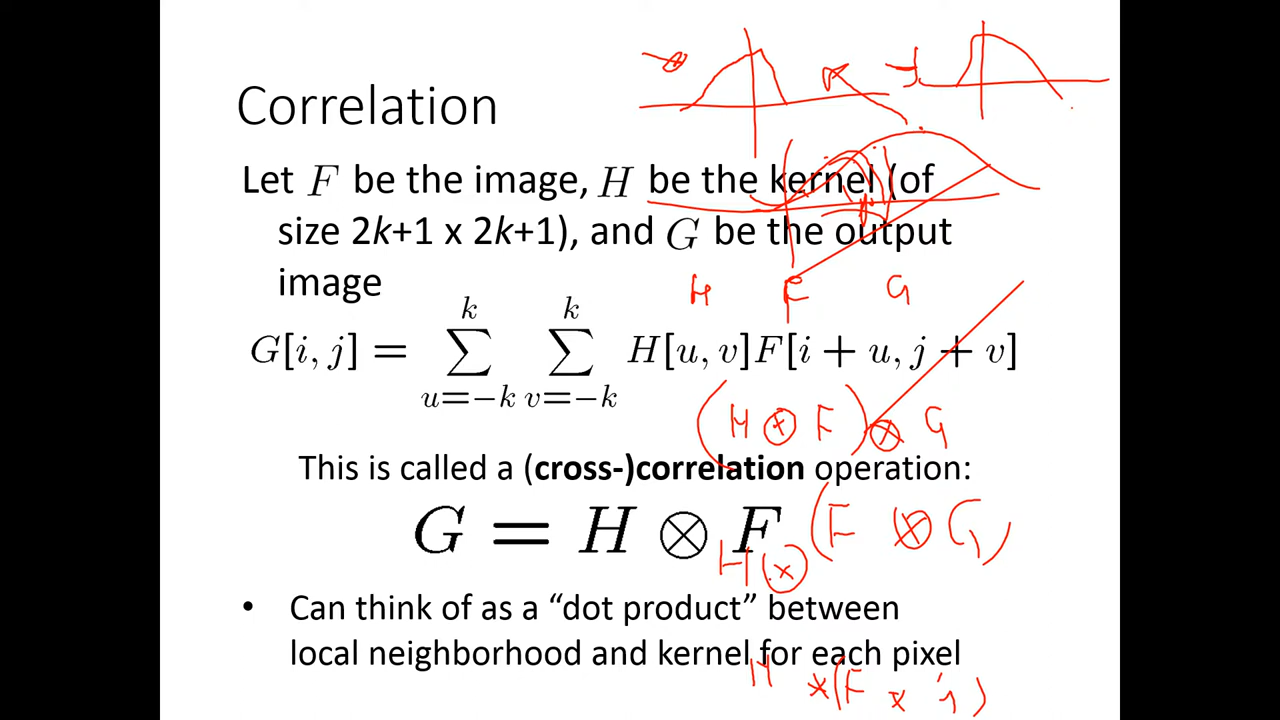 Correlation
Let F be the image, H be the kernel (of
size 2k+1 x 2k+1), and G be the output
image
H F G
G[i, j] = ∑_{u=-k}^{k} ∑_{v=-k}^{k} H[u, v]F[i + u, j + v]
(H ⊗ F) ⊗ G
This is called a (cross-)correlation operation:
G = H ⊗ F
H ⊗ (F ⊗ G)
• Can think of as a “dot product” between
local neighborhood and kernel for each pixel